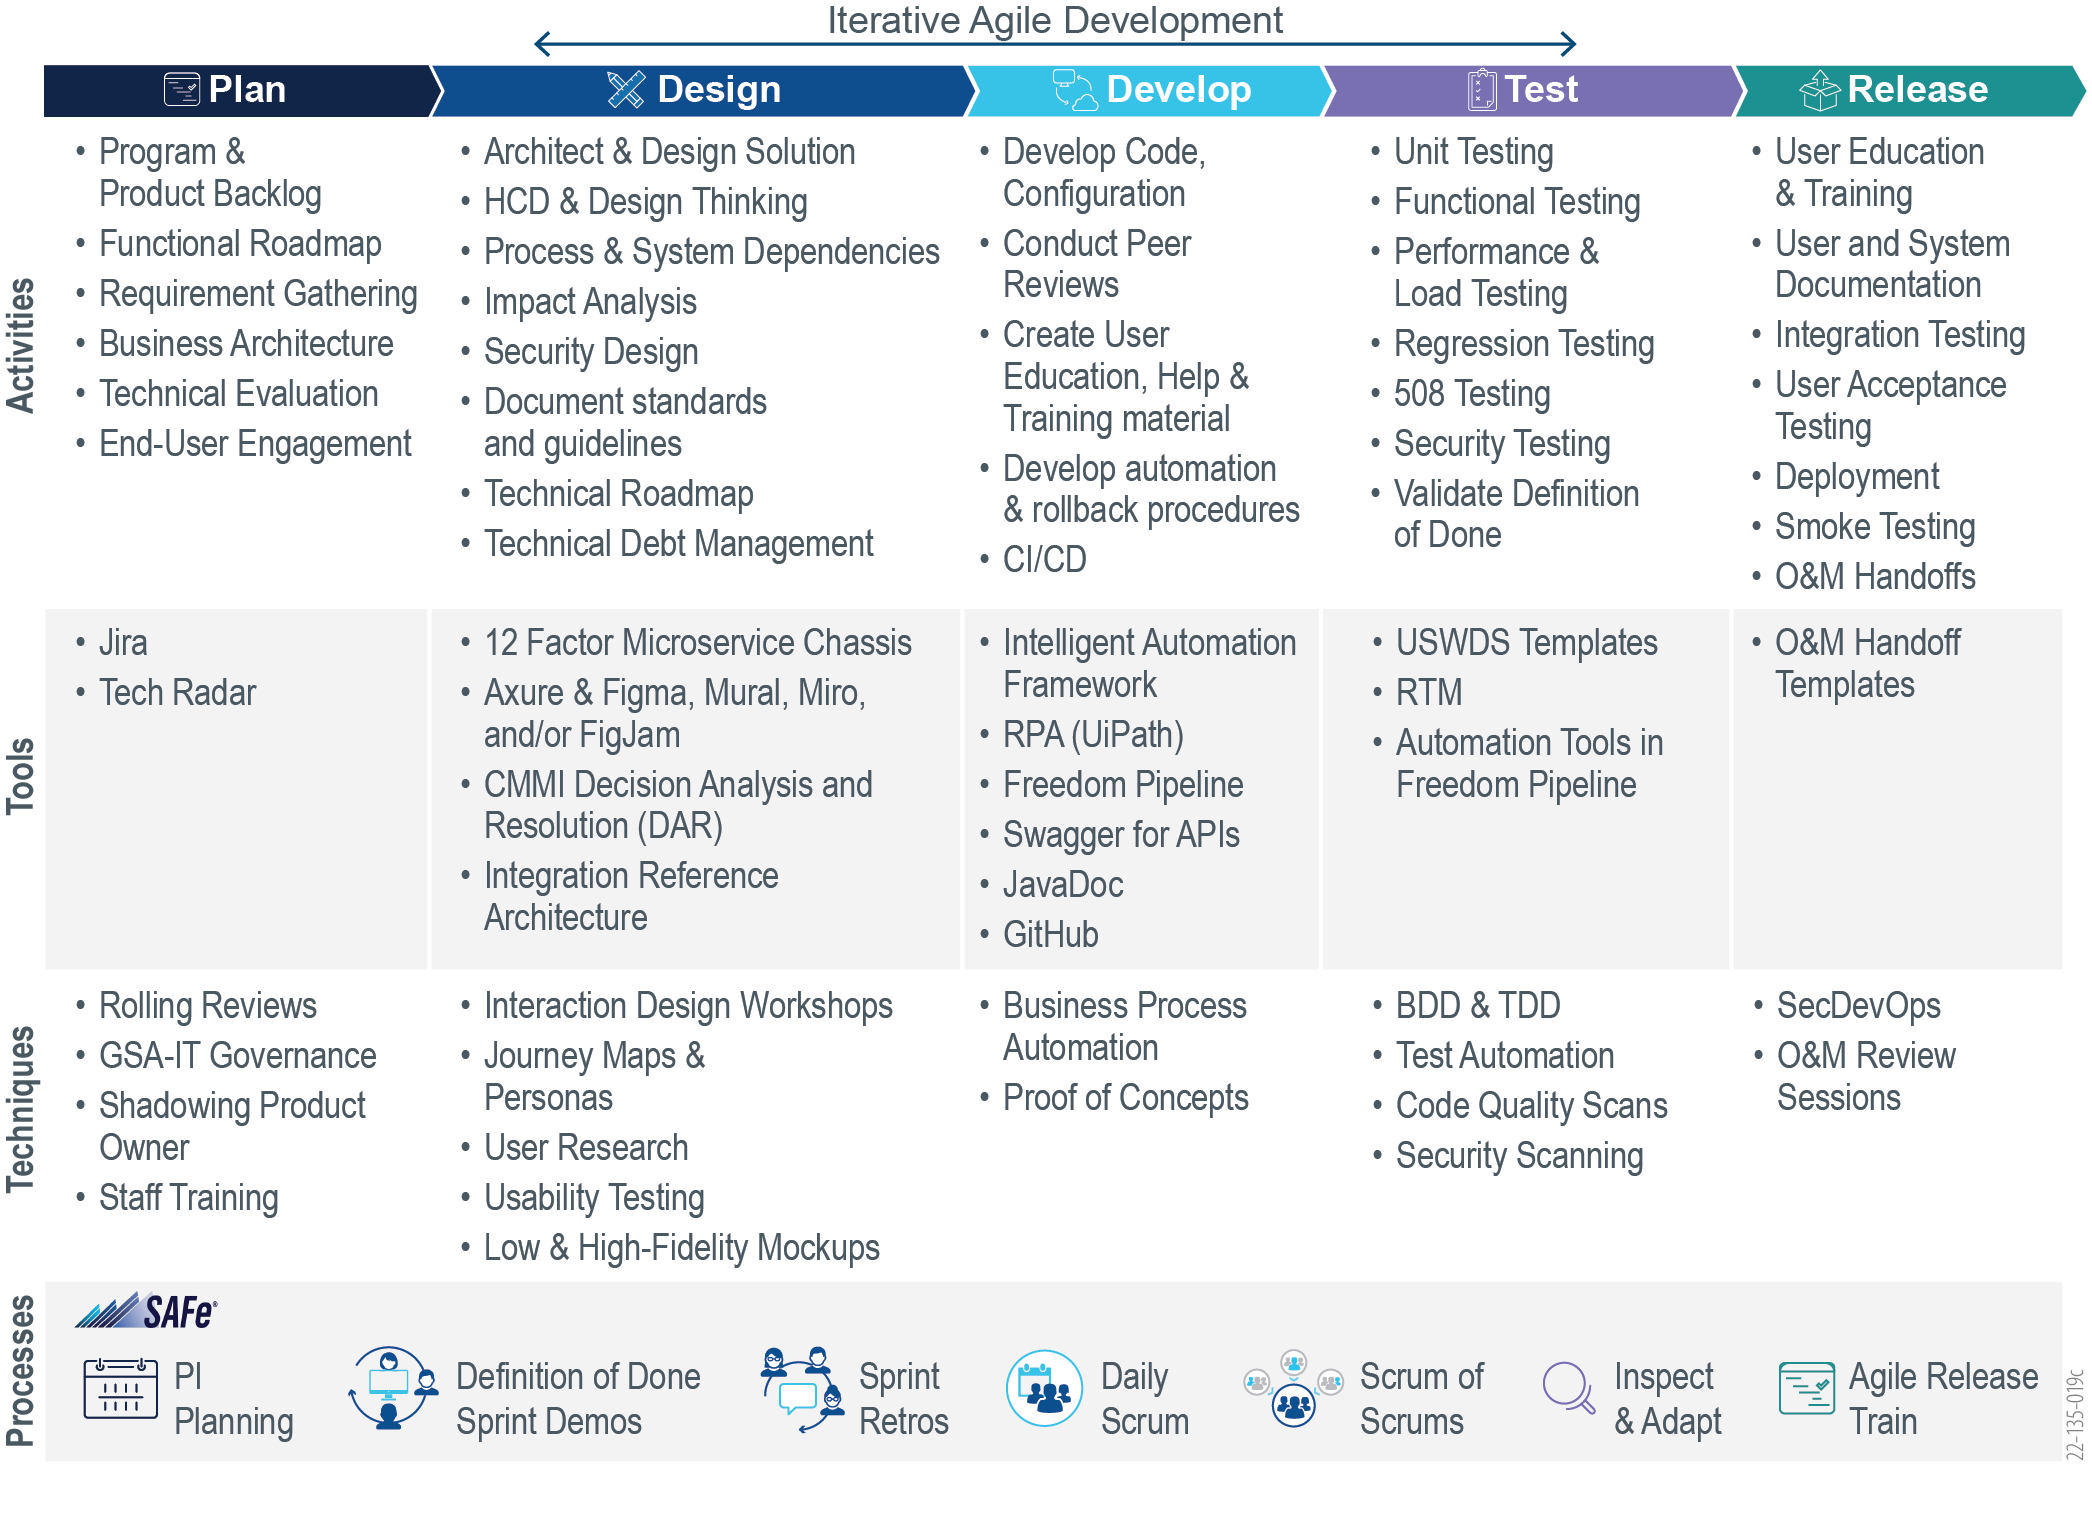 Iterative Agile Development
Plan
Design
Develop
Test
Release
Activities
• Program &
Product Backlog
• Functional Roadmap
• Requirement Gathering
• Business Architecture
• Technical Evaluation
• End-User Engagement
• Architect & Design Solution
• HCD & Design Thinking
• Process & System Dependencies
• Impact Analysis
• Security Design
• Document standards
and guidelines
• Technical Roadmap
• Technical Debt Management
• Develop Code,
Configuration
• Conduct Peer
Reviews
• Create User
Education, Help &
Training material
• Develop automation
& rollback procedures
• CI/CD
• Unit Testing
• Functional Testing
• Performance &
Load Testing
• Regression Testing
• 508 Testing
• Security Testing
• Validate Definition
of Done
• User Education
& Training
• User and System
Documentation
• Integration Testing
• User Acceptance
Testing
• Deployment
• Smoke Testing
• O&M Handoffs
Tools
• Jira
• Tech Radar
• 12 Factor Microservice Chassis
• Axure & Figma, Mural, Miro,
and/or FigJam
• CMMI Decision Analysis and
Resolution (DAR)
• Integration Reference
Architecture
• Intelligent Automation
Framework
• RPA (UiPath)
• Freedom Pipeline
• Swagger for APIs
• JavaDoc
• GitHub
• USWDS Templates
• RTM
• Automation Tools in
Freedom Pipeline
• O&M Handoff
Templates
Techniques
• Rolling Reviews
• GSA-IT Governance
• Shadowing Product
Owner
• Staff Training
• Interaction Design Workshops
• Journey Maps &
Personas
• User Research
• Usability Testing
• Low & High-Fidelity Mockups
• Business Process
Automation
• Proof of Concepts
• BDD & TDD
• Test Automation
• Code Quality Scans
• Security Scanning
• SecDevOps
• O&M Review
Sessions
Processes
SAFe®
PI
Planning
Definition of Done
Sprint Demos
Sprint
Retros
Daily
Scrum
Scrum of
Scrums
Inspect
& Adapt
Agile Release
Train
22-135-019c